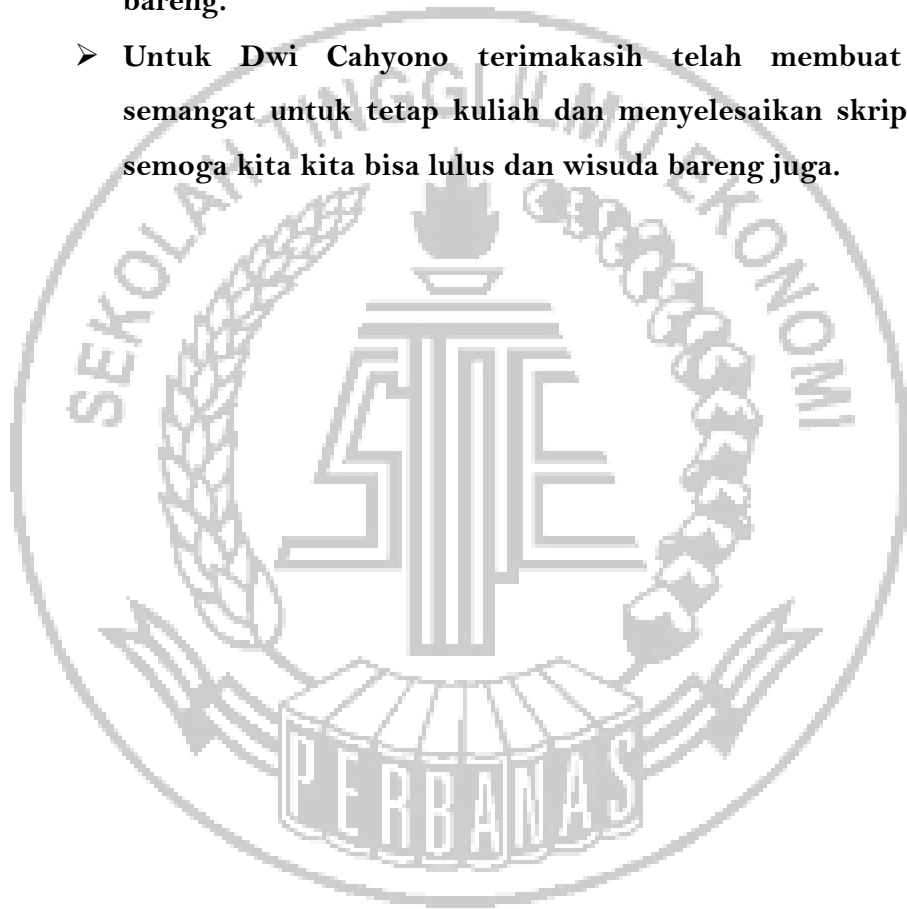 bareng.
➢ Untuk Dwi Cahyono terimakasih telah membuat
semangat untuk tetap kuliah dan menyelesaikan skrip
semoga kita kita bisa lulus dan wisuda bareng juga.
SEKOLAH TINGGI ILMU EKONOMI
STIE
PERBANAS